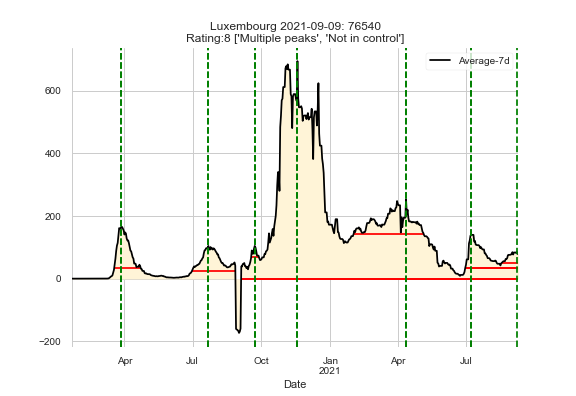 Luxembourg 2021-09-09: 76540
Rating:8 ['Multiple peaks', 'Not in control']
Average-7d
600
400
200
0
−200
Apr
Jul
Oct
Jan
2021
Apr
Jul
Date